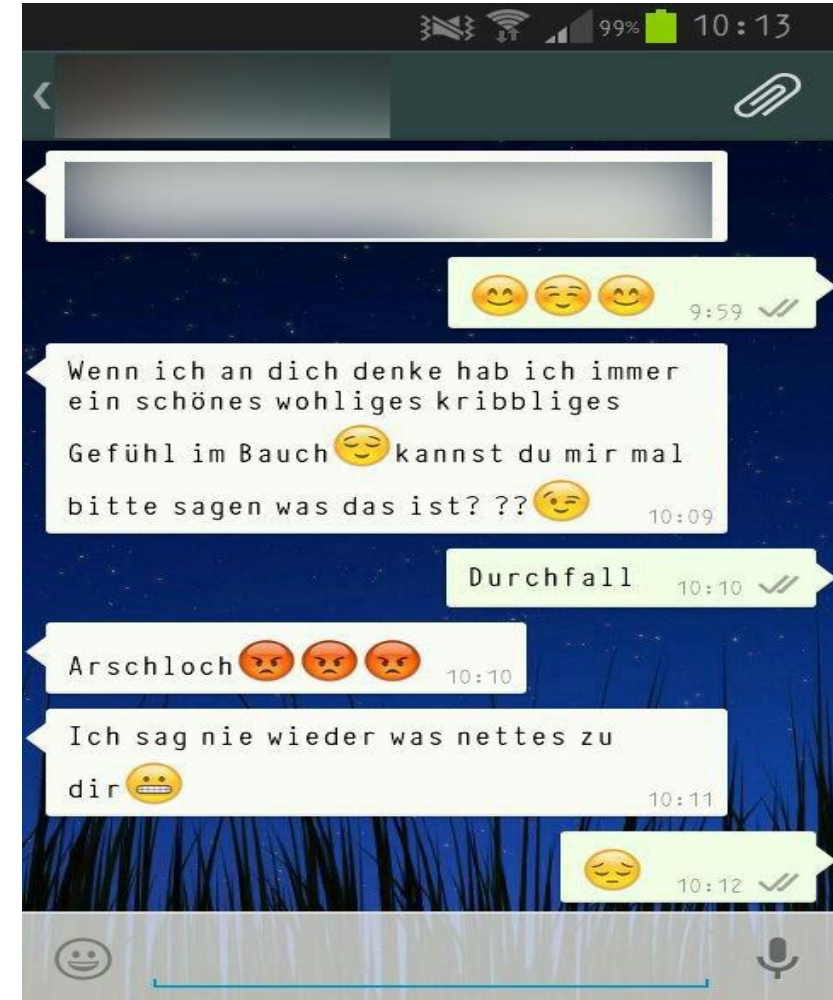 99% 10:13
9:59
Wenn ich an dich denke hab ich immer
ein schönes wohliges kribbliges
Gefühl im Bauch😌kannst du mir mal
bitte sagen was das ist? ??😉 10:09
Durchfall 10:10
Arschloch😡😡😡 10:10
Ich sag nie wieder was nettes zu
dir😬 10:11
10:12